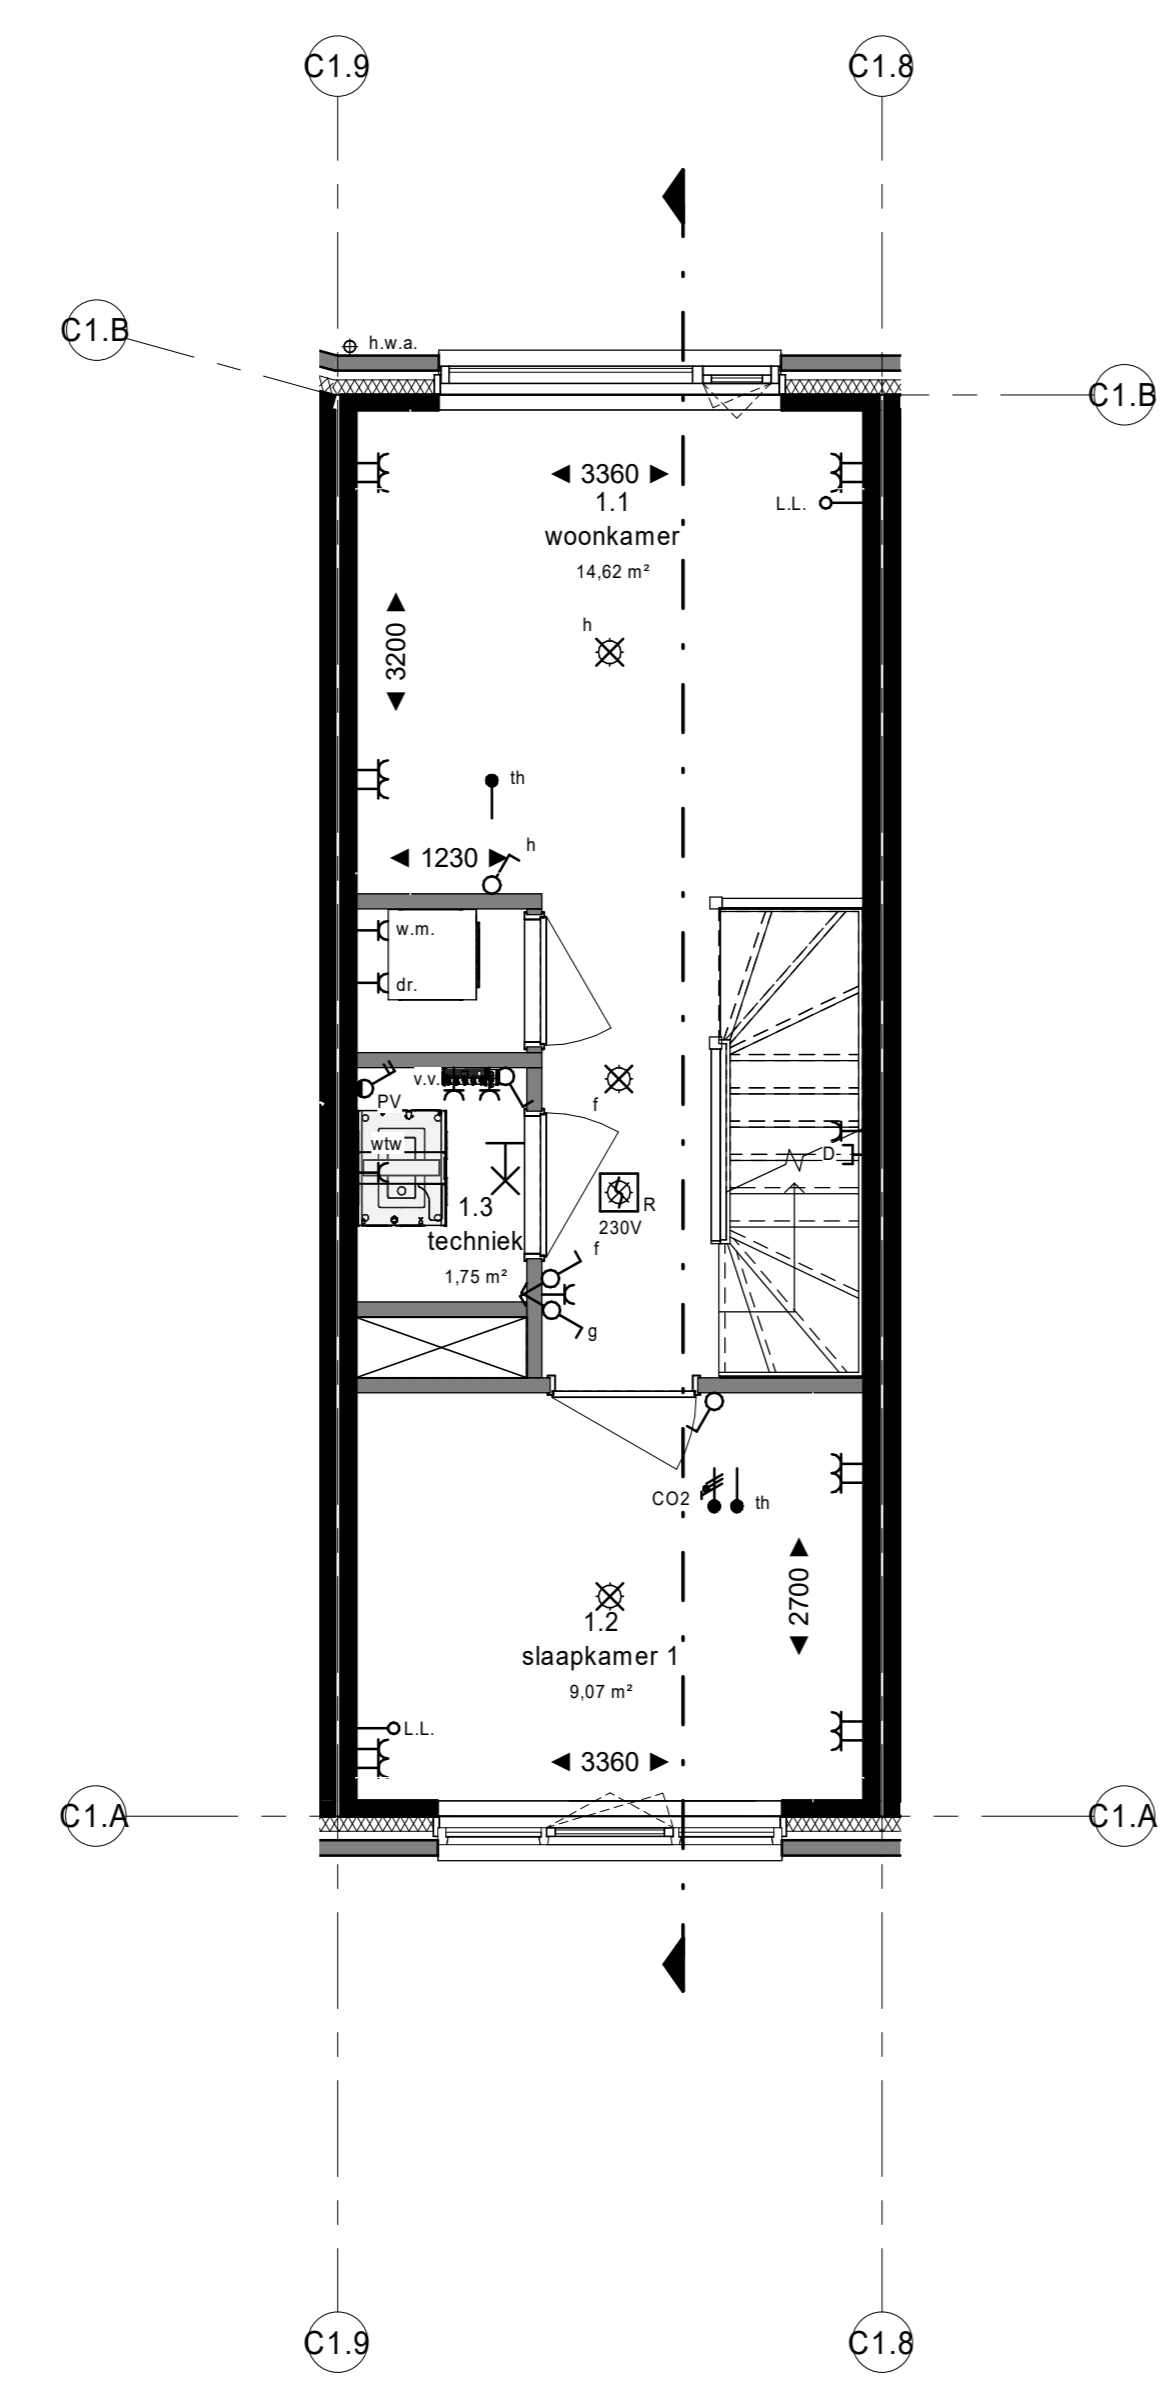 C1.9
C1.8
C1.B
h.w.a.
C1.B
3360
1.1
L.L.
woonkamer
14,62 m²
h
3200
th
h
1230
w.m.
dr.
v.v.
PV
f
wtw
D
1.3
R
230V
techniek
f
1,75 m²
g
CO2
th
2700
1.2
slaapkamer 1
9,07 m²
L.L.
3360
C1.A
C1.A
C1.9
C1.8